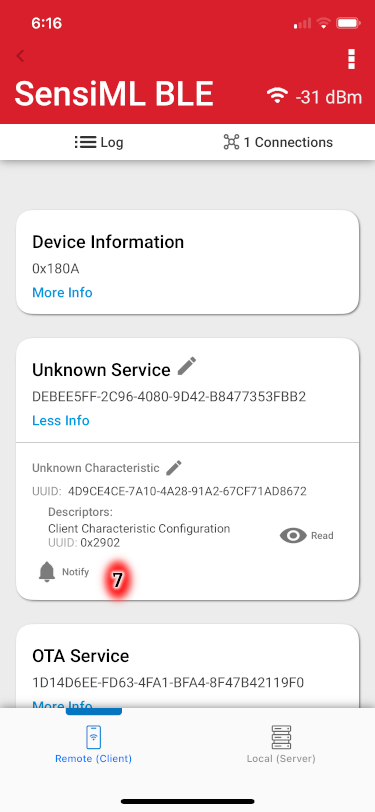 6:16
SensiML BLE
-31 dBm
Log
1 Connections
Device Information
0x180A
More Info
Unknown Service
DEBEE5FF-2C96-4080-9D42-B8477353FBB2
Less Info
Unknown Characteristic
UUID: 4D9CE4CE-7A10-4A28-91A2-67CF71AD8672
Descriptors:
Client Characteristic Configuration
UUID: 0x2902
Read
Notify
7
OTA Service
1D14D6EE-FD63-4FA1-BFA4-8F47B42119F0
More Info
Remote (Client)
Local (Server)